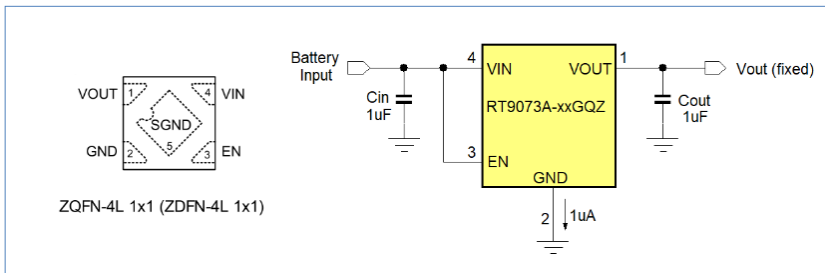 VOUT
1
4
VIN
SGND
5
GND
2
3
EN
ZQFN-4L 1x1 (ZDFN-4L 1x1)
Battery
Input
Cin
1uF
4
VIN
VOUT
1
RT9073A-xxGQZ
3
EN
GND
2
1uA
Vout (fixed)
Cout
1uF